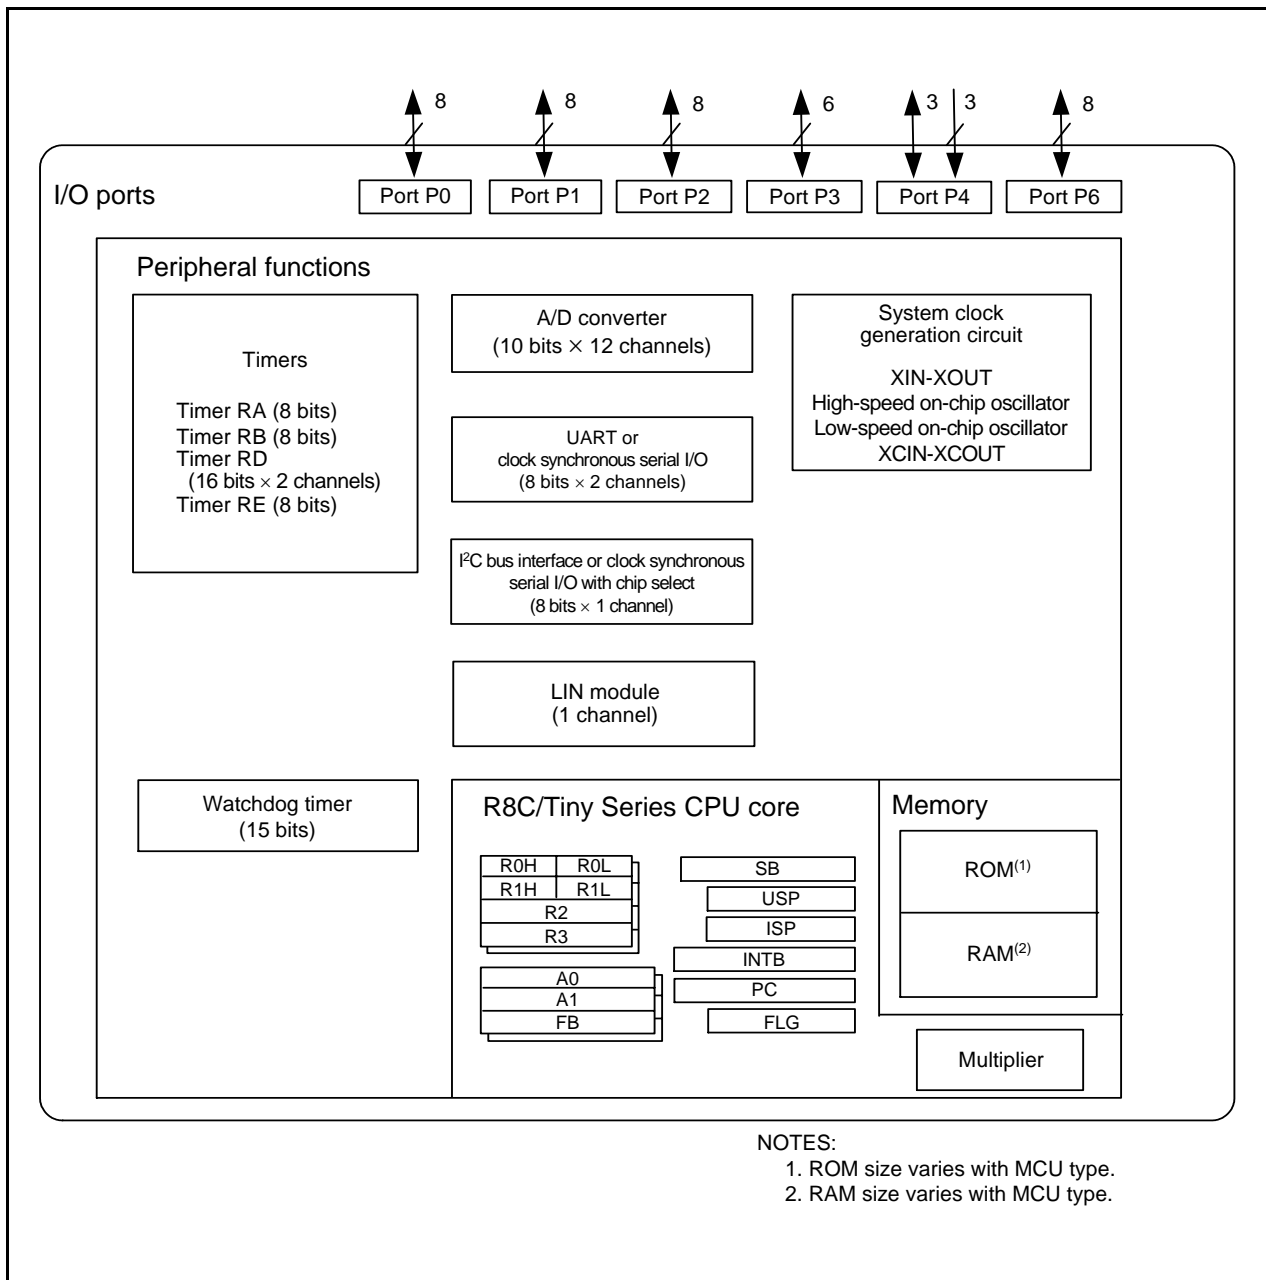 8 8 8 6 3 3 8
I/O ports
Port P0 Port P1 Port P2 Port P3 Port P4 Port P6
Peripheral functions
Timers
Timer RA (8 bits)
Timer RB (8 bits)
Timer RD
(16 bits × 2 channels)
Timer RE (8 bits)
A/D converter
(10 bits × 12 channels)
UART or
clock synchronous serial I/O
(8 bits × 2 channels)
I²C bus interface or clock synchronous
serial I/O with chip select
(8 bits × 1 channel)
LIN module
(1 channel)
System clock
generation circuit
XIN-XOUT
High-speed on-chip oscillator
Low-speed on-chip oscillator
XCIN-XCOUT
Watchdog timer
(15 bits)
R8C/Tiny Series CPU core
R0H R0L
R1H R1L
R2
R3
A0
A1
FB
SB
USP
ISP
INTB
PC
FLG
Memory
ROM(1)
RAM(2)
Multiplier
NOTES:
1. ROM size varies with MCU type.
2. RAM size varies with MCU type.